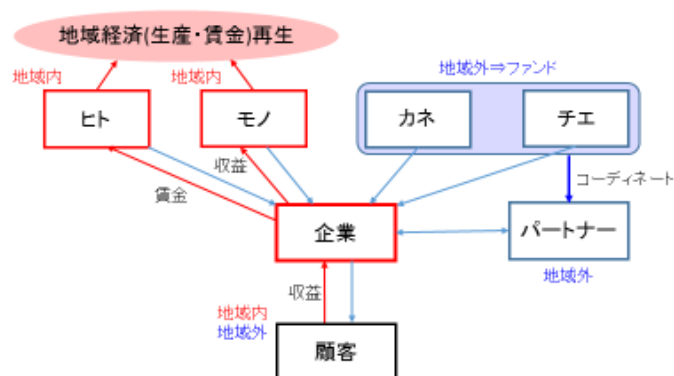 地域経済(生産・賃金)再生
地域内
地域内
地域外⇒ファンド
ヒト
モノ
カネ
チエ
収益
賃金
コーディネート
企業
パートナー
地域外
収益
地域内
地域外
顧客